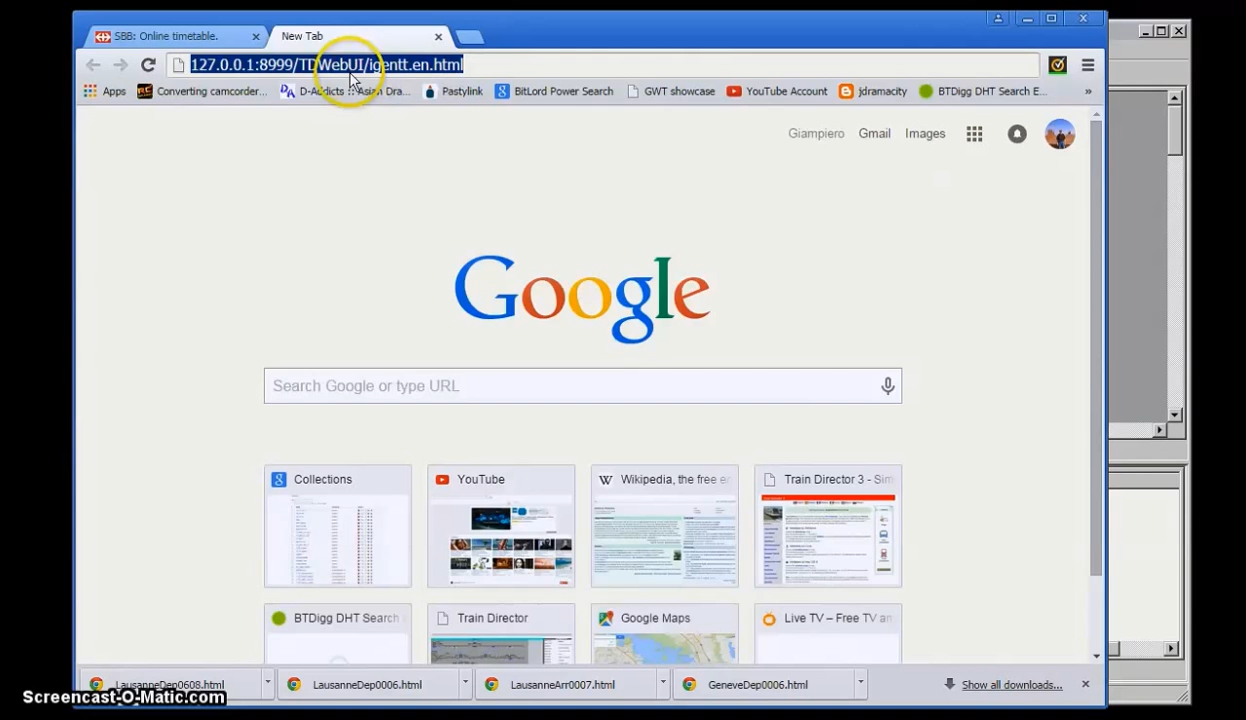 SBB: Online timetable.
New Tab
127.0.0.1:8999/TDWebUI/igentt.en.html
Apps
Converting camcorder...
D-Addicts :: Asian Dra...
Pastylink
BitLord Power Search
GWT showcase
YouTube Account
jdramacity
BTDigg DHT Search E...
»
Giampiero
Gmail
Images
Google
Search Google or type URL
Collections
YouTube
Wikipedia, the free e
Train Director 3 - Sim
BTDigg DHT Search
Train Director
Google Maps
Live TV – Free TV an
LausanneDep0608.html
LausanneDep0006.html
LausanneArr0007.html
GeneveDep0006.html
Show all downloads...
Screencast-O-Matic.com